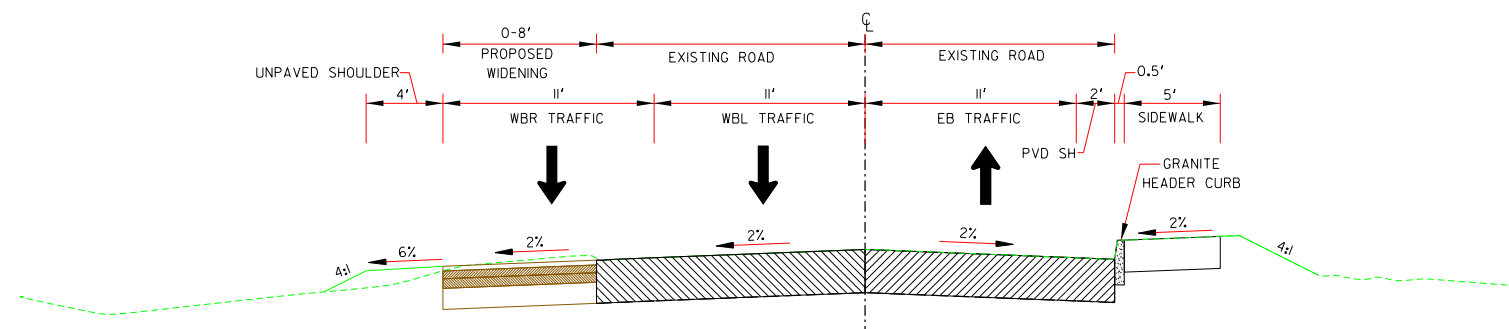 ℄
0-8'
PROPOSED
WIDENING
EXISTING ROAD
EXISTING ROAD
UNPAVED SHOULDER
0.5'
4'
11'
11'
11'
2'
5'
WBR TRAFFIC
WBL TRAFFIC
EB TRAFFIC
SIDEWALK
PVD SH
GRANITE
HEADER CURB
4:1
6%
2%
2%
2%
2%
4:1